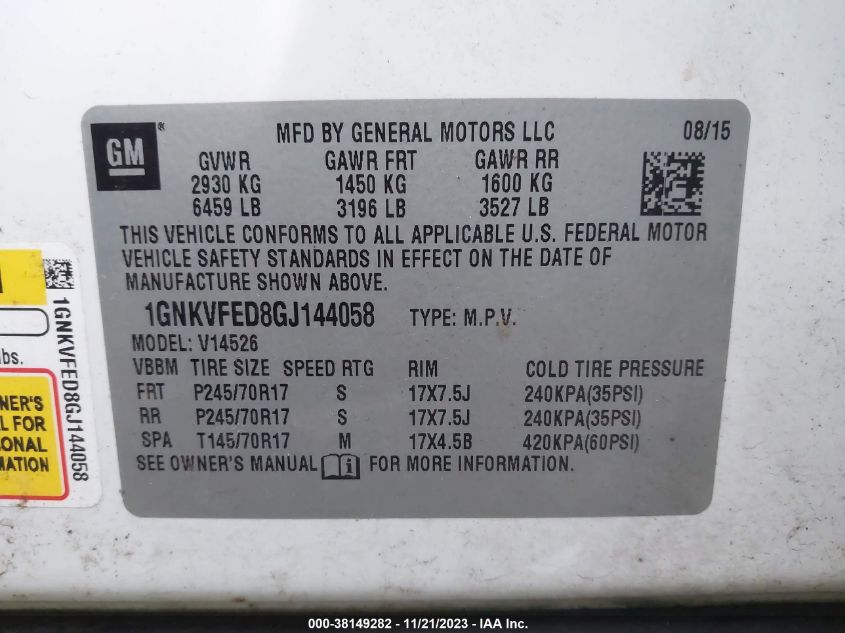 GM
MFD BY GENERAL MOTORS LLC 08/15
GVWR GAWR FRT GAWR RR
2930 KG 1450 KG 1600 KG
6459 LB 3196 LB 3527 LB
THIS VEHICLE CONFORMS TO ALL APPLICABLE U.S. FEDERAL MOTOR
VEHICLE SAFETY STANDARDS IN EFFECT ON THE DATE OF
MANUFACTURE SHOWN ABOVE.
1GNKVFED8GJ144058 TYPE: M.P.V.
MODEL: V14526
VBBM TIRE SIZE SPEED RTG RIM COLD TIRE PRESSURE
FRT P245/70R17 S 17X7.5J 240KPA(35PSI)
RR P245/70R17 S 17X7.5J 240KPA(35PSI)
SPA T145/70R17 M 17X4.5B 420KPA(60PSI)
SEE OWNER'S MANUAL FOR MORE INFORMATION.
1GNKVFED8GJ144058
lbs.
NER'S
L FOR
ONAL
MATION
000-38149282 - 11/21/2023 - IAA Inc.